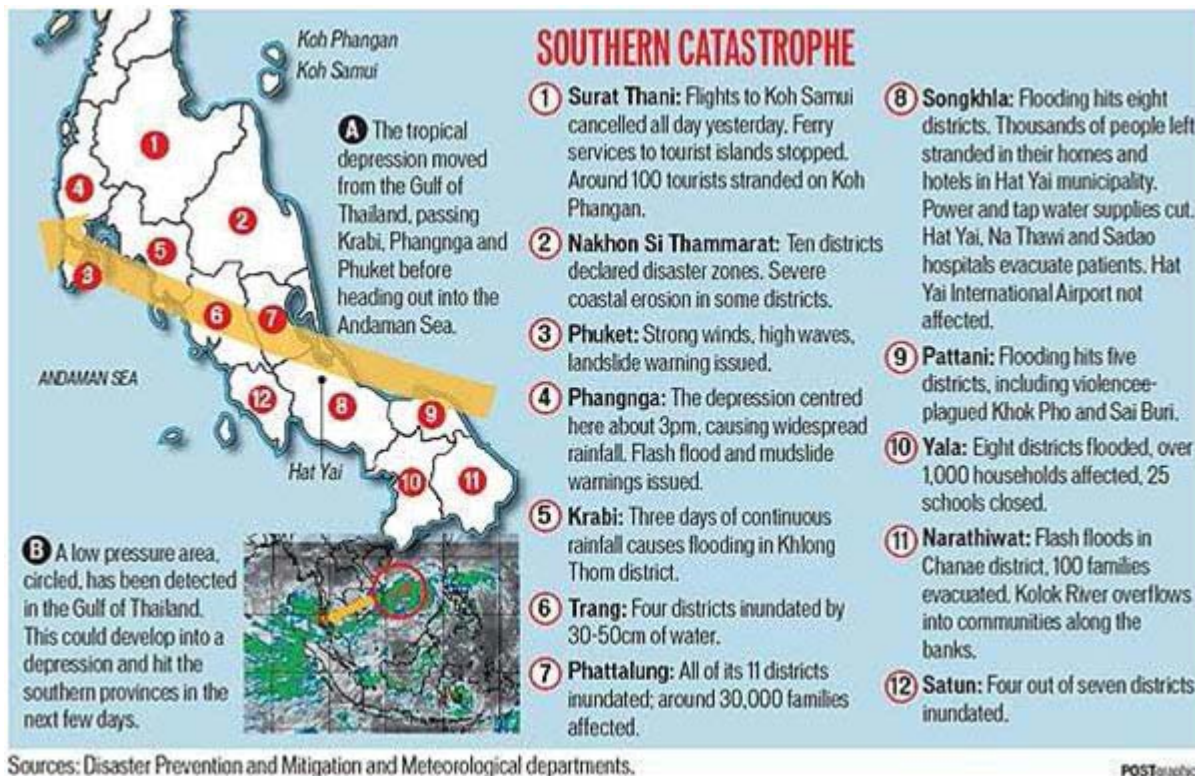 Koh Phangan
Koh Samui
A The tropical
depression moved
from the Gulf of
Thailand, passing
Krabi, Phangnga and
Phuket before
heading out into the
Andaman Sea.
ANDAMAN SEA
1
4
2
5
3
6
7
12
8
9
10
11
Hat Yai
B A low pressure area,
circled, has been detected
in the Gulf of Thailand.
This could develop into a
depression and hit the
southern provinces in the
next few days.
SOUTHERN CATASTROPHE
1 Surat Thani: Flights to Koh Samui
cancelled all day yesterday. Ferry
services to tourist islands stopped.
Around 100 tourists stranded on Koh
Phangan.
2 Nakhon Si Thammarat: Ten districts
declared disaster zones. Severe
coastal erosion in some districts.
3 Phuket: Strong winds, high waves,
landslide warning issued.
4 Phangnga: The depression centred
here about 3pm, causing widespread
rainfall. Flash flood and mudslide
warnings issued.
5 Krabi: Three days of continuous
rainfall causes flooding in Khlong
Thom district.
6 Trang: Four districts inundated by
30-50cm of water.
7 Phattalung: All of its 11 districts
inundated; around 30,000 families
affected.
8 Songkhla: Flooding hits eight
districts. Thousands of people left
stranded in their homes and
hotels in Hat Yai municipality.
Power and tap water supplies cut.
Hat Yai, Na Thawi and Sadao
hospitals evacuate patients. Hat
Yai International Airport not
affected.
9 Pattani: Flooding hits five
districts, including violencee-
plagued Khok Pho and Sai Buri.
10 Yala: Eight districts flooded, over
1,000 households affected, 25
schools closed.
11 Narathiwat: Flash floods in
Chanae district, 100 families
evacuated. Kolok River overflows
into communities along the
banks.
12 Satun: Four out of seven districts
inundated.
Sources: Disaster Prevention and Mitigation and Meteorological departments.
POSTgraphics